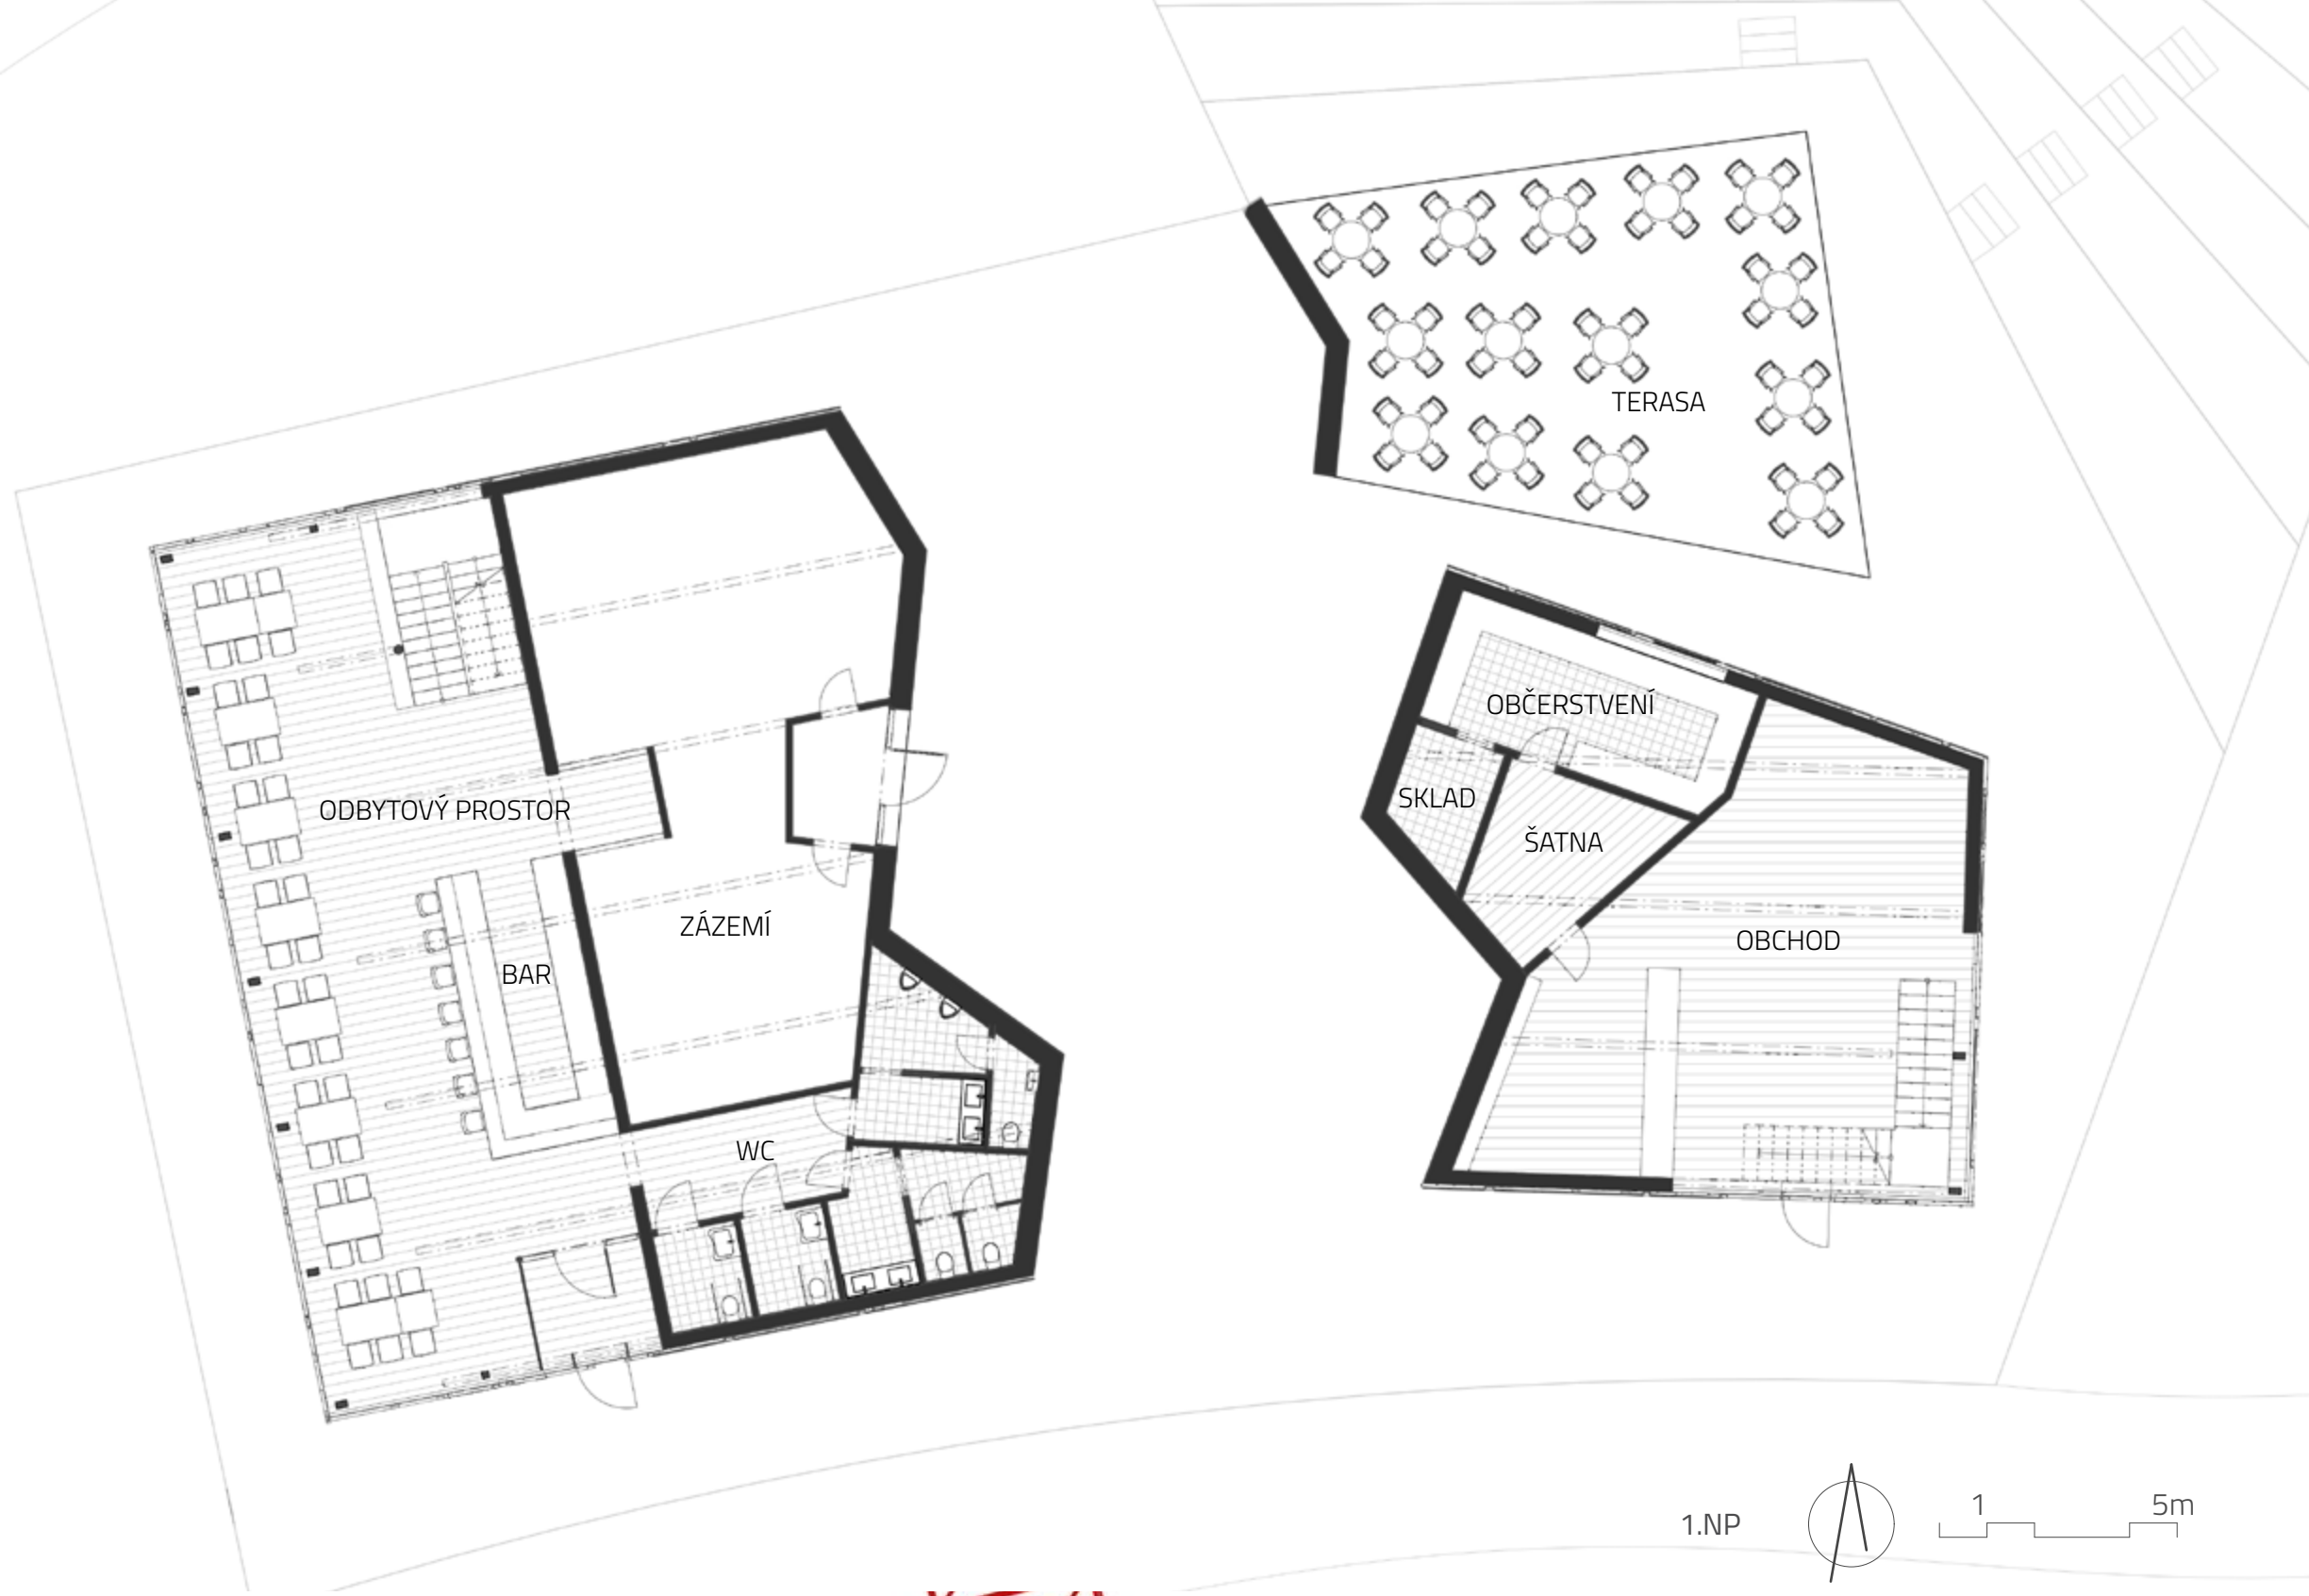 TERASA
OBČERSTVENÍ
SKLAD
ŠATNA
ODBYTOVÝ PROSTOR
ZÁZEMÍ
OBCHOD
BAR
WC
1.NP
1
5m